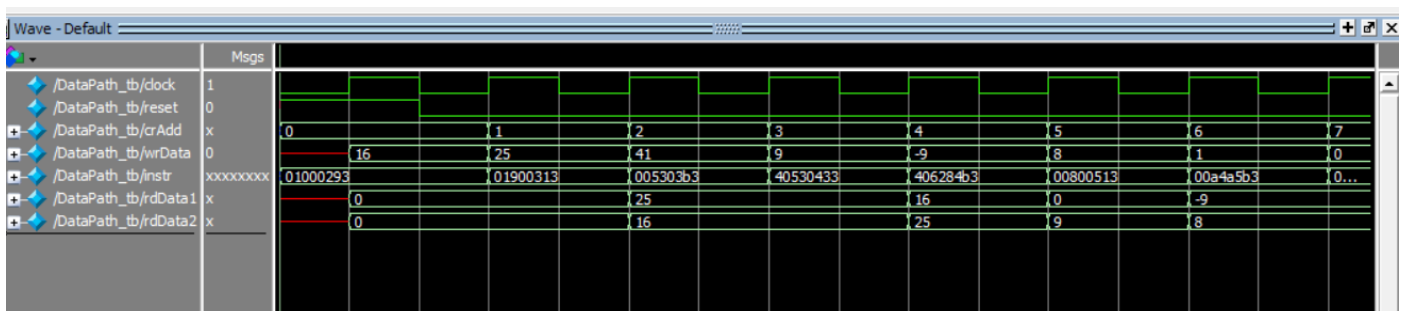 Wave - Default
Msgs
/DataPath_tb/clock 1
/DataPath_tb/reset 0
/DataPath_tb/crAdd x 0 1 2 3 4 5 6 7
/DataPath_tb/wrData 0 16 25 41 9 -9 8 1 0
/DataPath_tb/instr xxxxxxxx 01000293 01900313 005303b3 40530433 406284b3 00800513 00a4a5b3 0...
/DataPath_tb/rdData1 x 0 25 16 0 -9
/DataPath_tb/rdData2 x 0 16 25 9 8